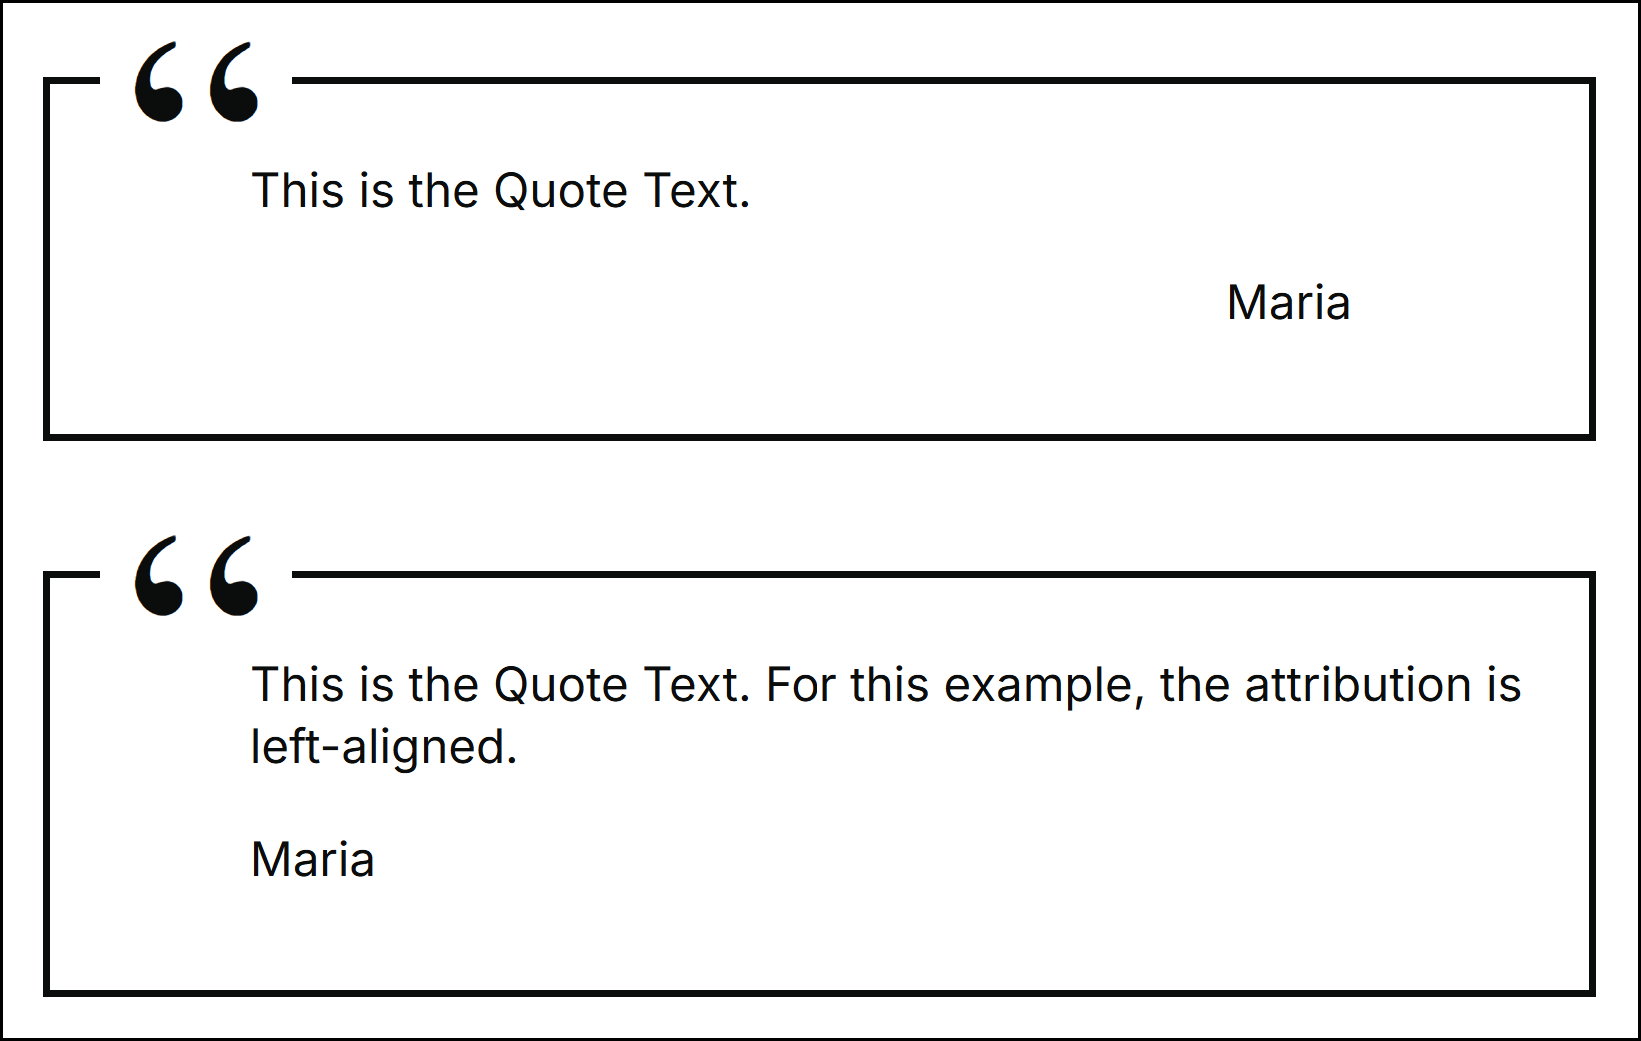 “
This is the Quote Text.
Maria
“
This is the Quote Text. For this example, the attribution is
left-aligned.
Maria